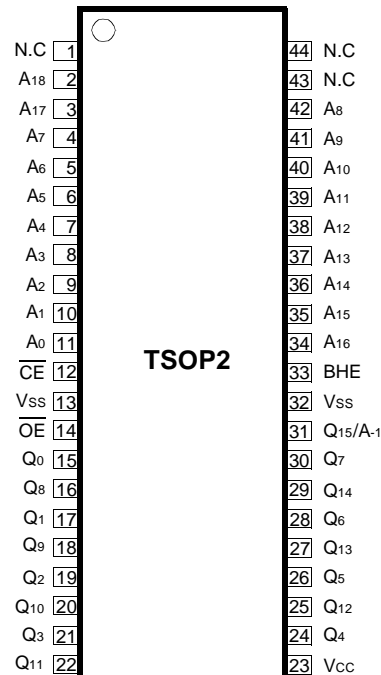 N.C 1 44 N.C
A18 2 43 N.C
A17 3 42 A8
A7 4 41 A9
A6 5 40 A10
A5 6 39 A11
A4 7 38 A12
A3 8 37 A13
A2 9 36 A14
A1 10 35 A15
A0 11 34 A16
TSOP2
C̅E̅ 12 33 BHE
Vss 13 32 Vss
O̅E̅ 14 31 Q15/A-1
Q0 15 30 Q7
Q8 16 29 Q14
Q1 17 28 Q6
Q9 18 27 Q13
Q2 19 26 Q5
Q10 20 25 Q12
Q3 21 24 Q4
Q11 22 23 Vcc